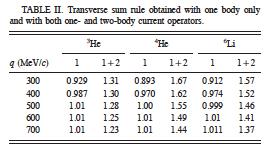 TABLE II. Transverse sum rule obtained with one body only
and with both one- and two-body current operators.
³He ⁴He ⁶Li
q (MeV/c) 1 1+2 1 1+2 1 1+2
300 0.929 1.31 0.893 1.67 0.912 1.57
400 0.987 1.30 0.970 1.62 0.974 1.52
500 1.01 1.28 1.00 1.55 0.999 1.46
600 1.01 1.25 1.01 1.49 1.01 1.41
700 1.01 1.23 1.01 1.44 1.011 1.37